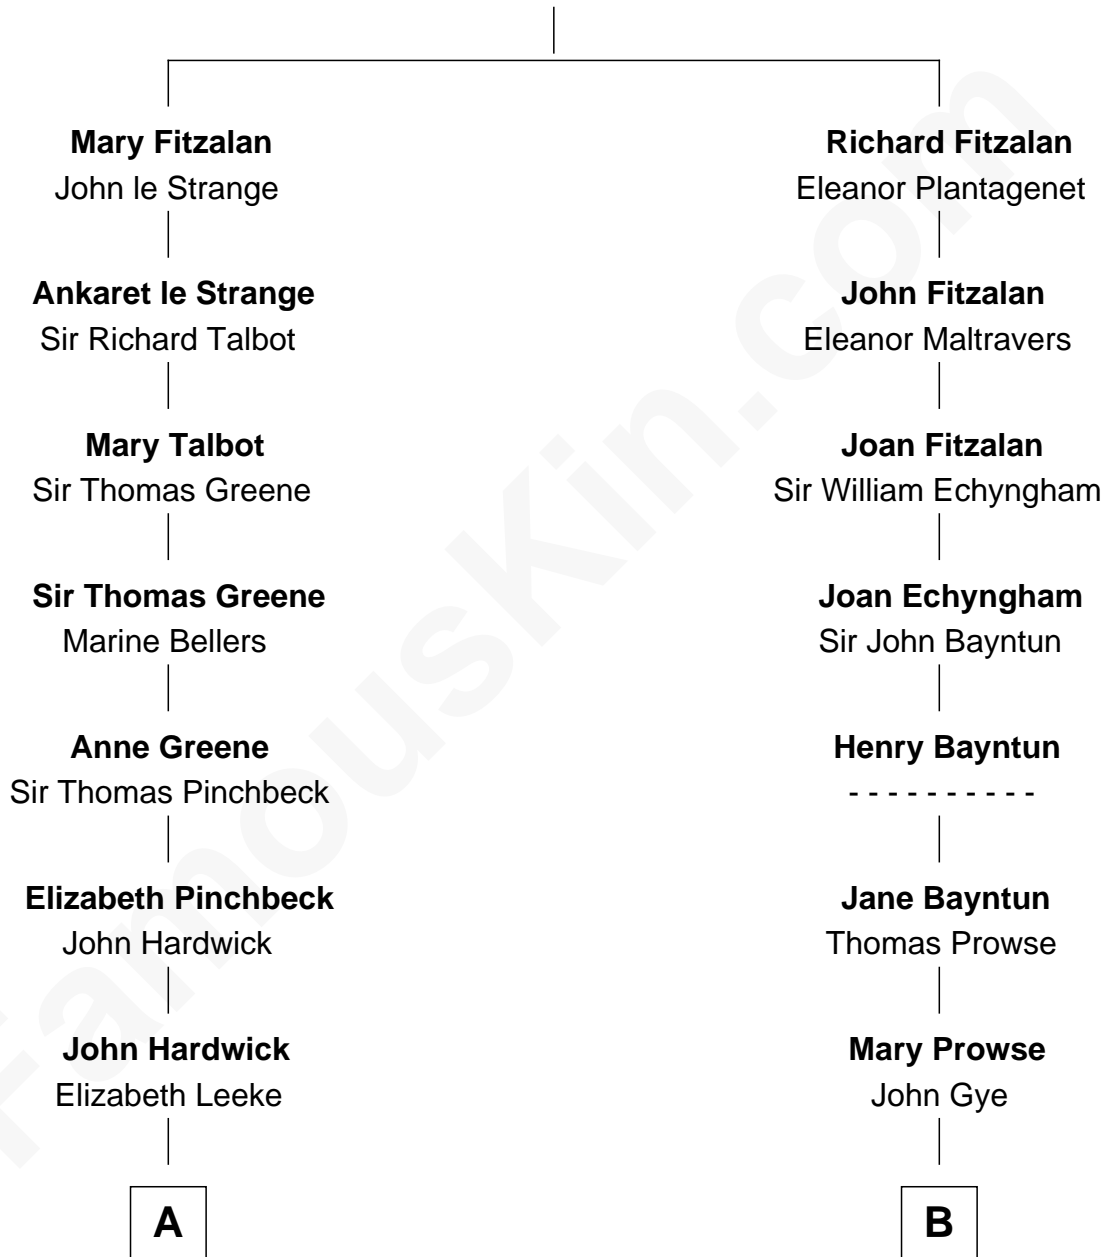 Mary Fitzalan
John le Strange
Richard Fitzalan
Eleanor Plantagenet
Ankaret le Strange
Sir Richard Talbot
John Fitzalan
Eleanor Maltravers
Mary Talbot
Sir Thomas Greene
Joan Fitzalan
Sir William Echyngham
Sir Thomas Greene
Marine Bellers
Joan Echyngham
Sir John Bayntun
Anne Greene
Sir Thomas Pinchbeck
Henry Bayntun
- - - - - - - - - -
Elizabeth Pinchbeck
John Hardwick
Jane Bayntun
Thomas Prowse
John Hardwick
Elizabeth Leeke
Mary Prowse
John Gye
A
B
FamousKin.com